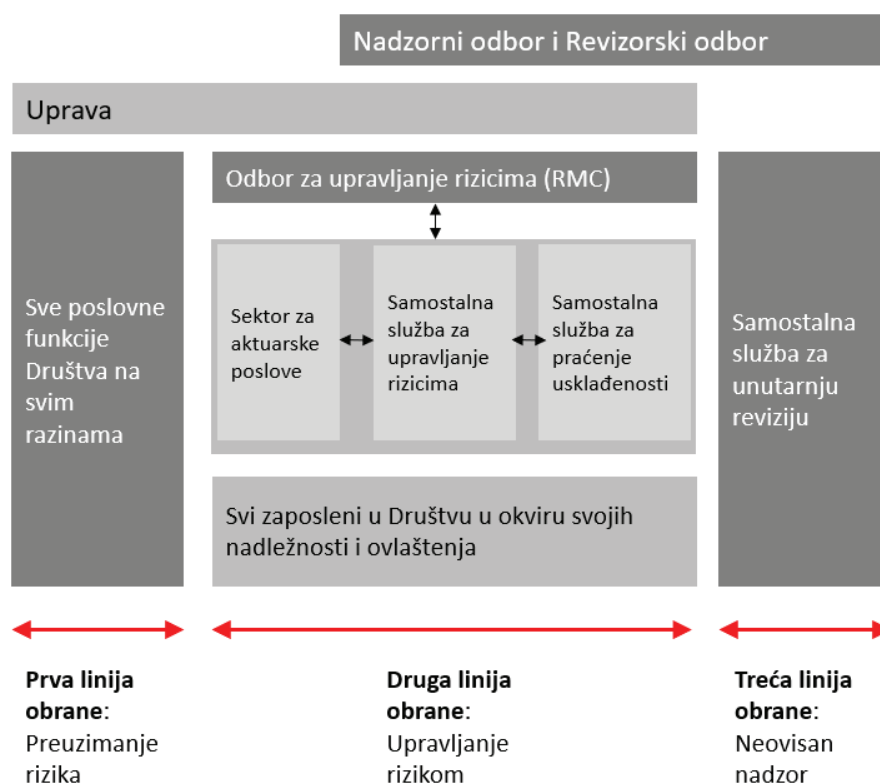 Nadzorni odbor i Revizorski odbor
Uprava
Odbor za upravljanje rizicima (RMC)
Sve poslovne
funkcije
Društva na
svim
razinama
Sektor za
aktuarske
poslove
Samostalna
služba za
upravljanje
rizicima
Samostalna
služba za
praćenje
usklađenosti
Samostalna
služba za
unutarnju
reviziju
Svi zaposleni u Društvu u okviru svojih
nadležnosti i ovlaštenja
Prva linija
obrane:
Preuzimanje
rizika
Druga linija
obrane:
Upravljanje
rizikom
Treća linija
obrane:
Neovisan
nadzor